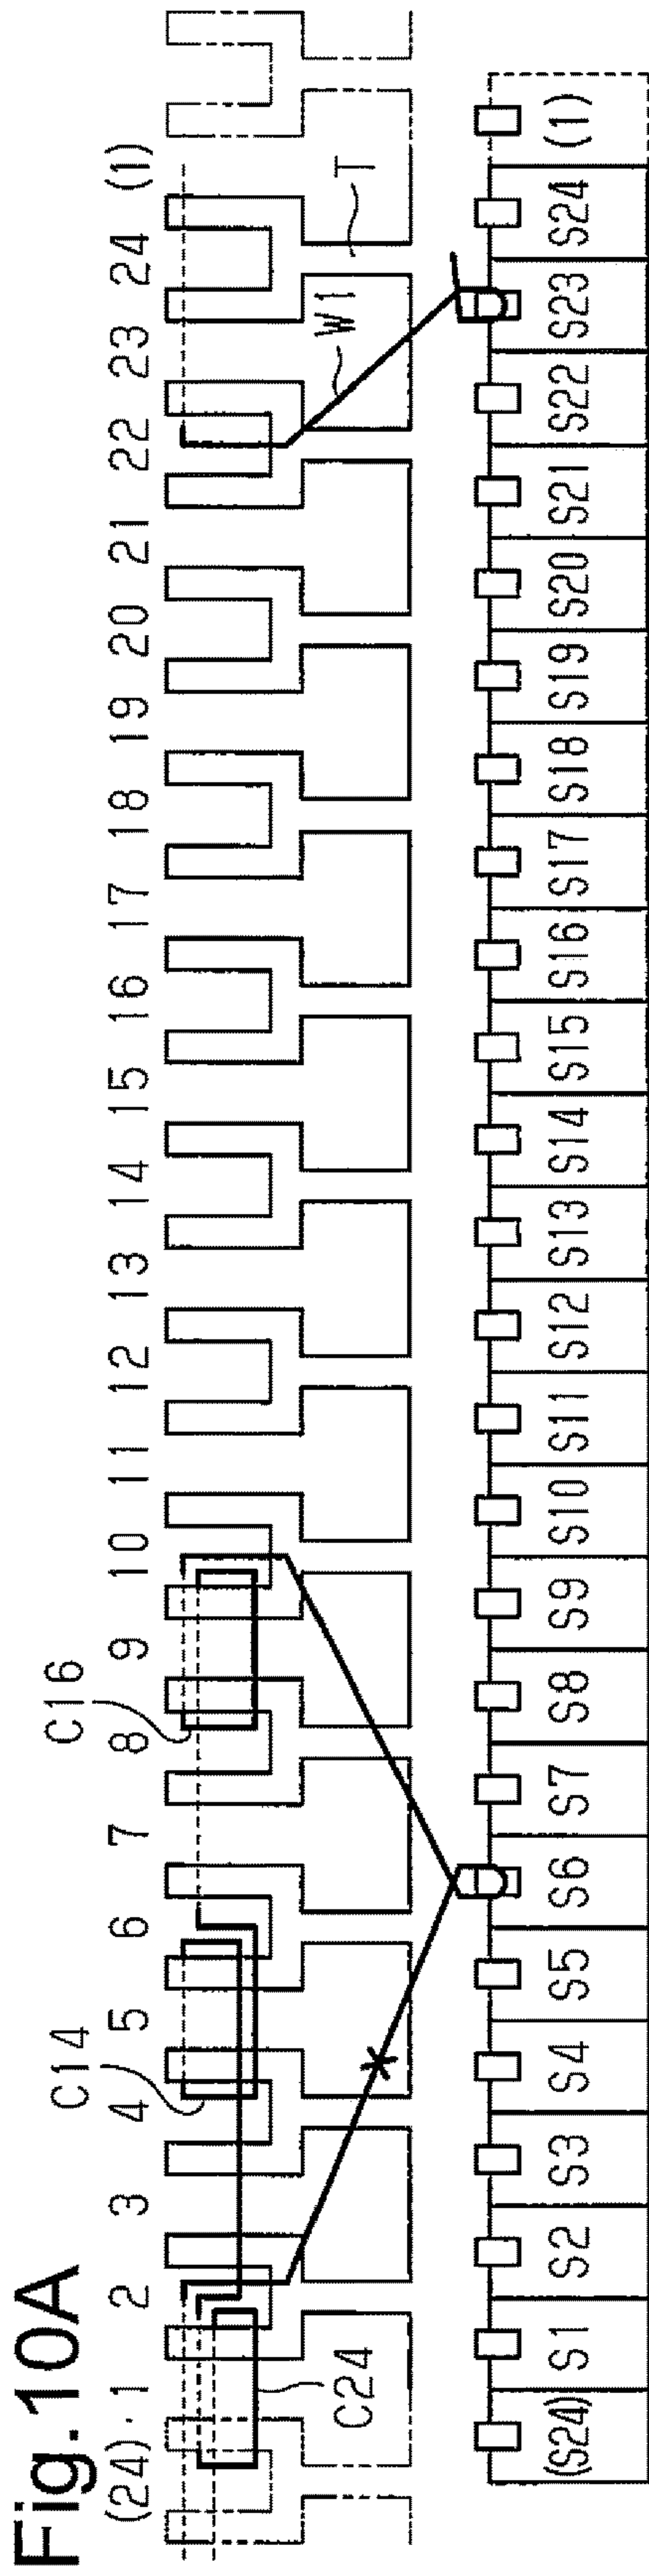 Fig.10A
(24)·1 2 3 4 5 6 7 8 9 10 11 12 13 14 15 16 17 18 19 20 21 22 23 24 (1)
C14
C16
C24
W1
T
(S24) S1 S2 S3 S4 S5 S6 S7 S8 S9 S10 S11 S12 S13 S14 S15 S16 S17 S18 S19 S20 S21 S22 S23 S24 (1)